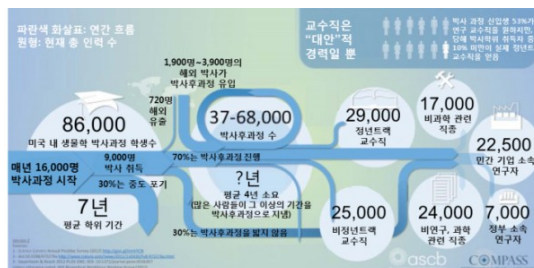 파란색 화살표: 연간 흐름
원형: 현재 총 인력 수
교수직은
"대안"적
경력일 뿐
박사 과정 신입생 53%가
연구 교수직을 원하지만,
10% 미만이 실제 정년트랙
교수직을 얻음
1,900명~3,900명의
해외 박사가
박사후과정 유입
720명
해외
유출
86,000
미국 내 생물학 박사과정 학생수
37-68,000
박사후과정 수
29,000
정년트랙
교수직
17,000
비과학 관련
직종
22,500
민간 기업 소속
연구자
매년 16,000명
박사과정 시작
9,000명
박사 취득
70%는 박사후과정 진행
30%는 중도 포기
7년
평균 학위 기간
?년
평균 4년 소요
(많은 사람들이 그 이상의 기간을
박사후과정으로 지냄)
30%는 박사후과정을 밟지 않음
25,000
비정년트랙
교수직
24,000
비연구, 과학
관련 직종
7,000
정부 소속
연구자
ascb
COMPASS